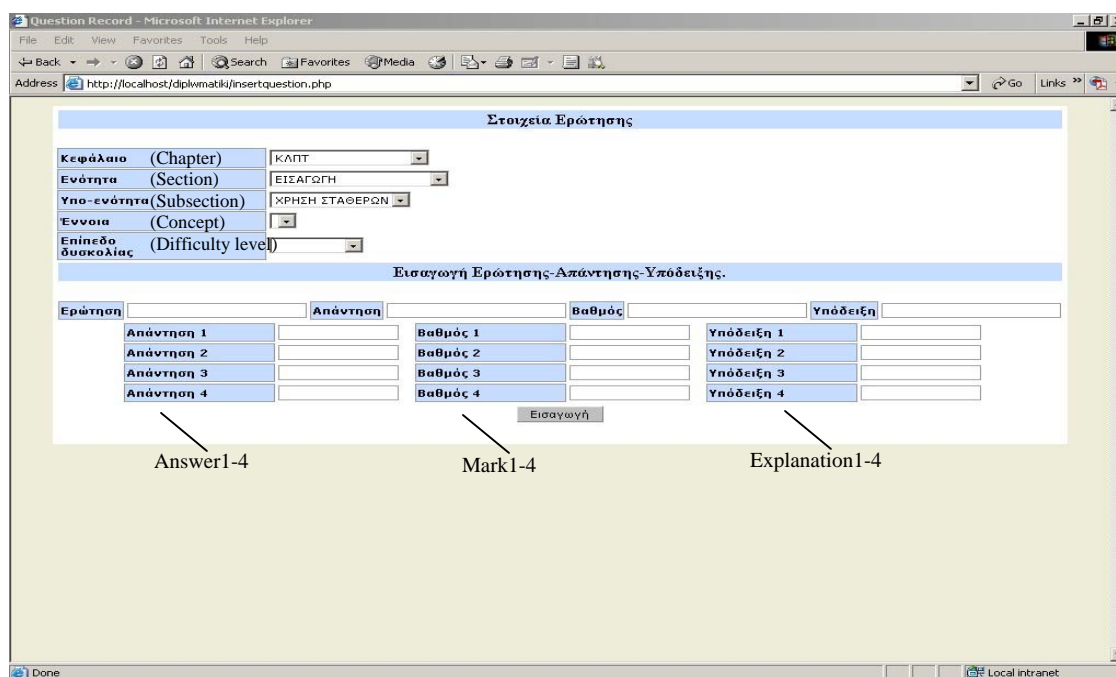 Question Record - Microsoft Internet Explorer
File Edit View Favorites Tools Help
Back Search Favorites Media
Address http://localhost/diplwmatiki/insertquestion.php Go Links »
Στοιχεία Ερώτησης
Κεφάλαιο (Chapter) ΚΛΠΤ
Ενότητα (Section) ΕΙΣΑΓΩΓΗ
Υπο-ενότητα (Subsection) ΧΡΗΣΗ ΣΤΑΘΕΡΩΝ
Έννοια (Concept)
Επίπεδο δυσκολίας (Difficulty level)
Εισαγωγή Ερώτησης-Απάντησης-Υπόδειξης.
Ερώτηση Απάντηση Βαθμός Υπόδειξη
Απάντηση 1 Βαθμός 1 Υπόδειξη 1
Απάντηση 2 Βαθμός 2 Υπόδειξη 2
Απάντηση 3 Βαθμός 3 Υπόδειξη 3
Απάντηση 4 Βαθμός 4 Υπόδειξη 4
Εισαγωγή
Answer1-4 Mark1-4 Explanation1-4
Done Local intranet